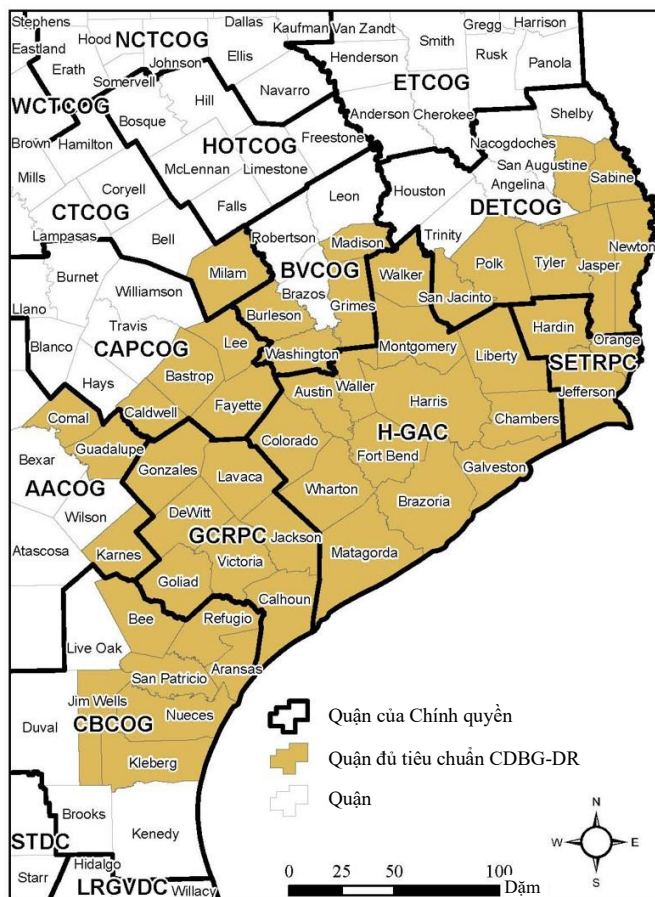 Stephens
Dallas
Kaufman Van Zandt
Gregg
Harrison
Hood
NCTCOG
Smith
Eastland
Johnson
Ellis
Henderson
Rusk
Erath
Somervell
ETCOG
Panola
WCTCOG
Hill
Navarro
Bosque
Anderson Cherokee
Shelby
Brown
Hamilton
HOTCOG
Freestone
Nacogdoches
McLennan
Limestone
San Augustine
Mills
Coryell
Leon
Houston
Angelina
Sabine
CTCOG
Falls
DETCOG
Lampasas
Bell
Robertson
Madison
Trinity
Newton
Burnet
Milam
BVCOG
Walker
Polk
Tyler
Jasper
Williamson
Brazos
Grimes
San Jacinto
Llano
Burleson
Travis
Hardin
Blanco
CAPCOG
Lee
Washington
Montgomery
Liberty
Orange
Hays
Bastrop
Austin
Waller
SETRPC
Comal
Caldwell
Fayette
Harris
Jefferson
Guadalupe
Colorado
H-GAC
Chambers
Bexar
Gonzales
Lavaca
Fort Bend
Galveston
AACOG
Wharton
Wilson
DeWitt
Brazoria
Atascosa
GCRPC
Jackson
Karnes
Victoria
Matagorda
Goliad
Calhoun
Bee
Refugio
Live Oak
Aransas
San Patricio
Jim Wells
Nueces
Quận của Chính quyền
Duval
CBCOG
Kleberg
Quận đủ tiêu chuẩn CDBG-DR
Quận
Brooks
Kenedy
N
STDC
W
E
Hidalgo
S
Starr
LRGVDC
Willacy
0 25 50 100
Dặm